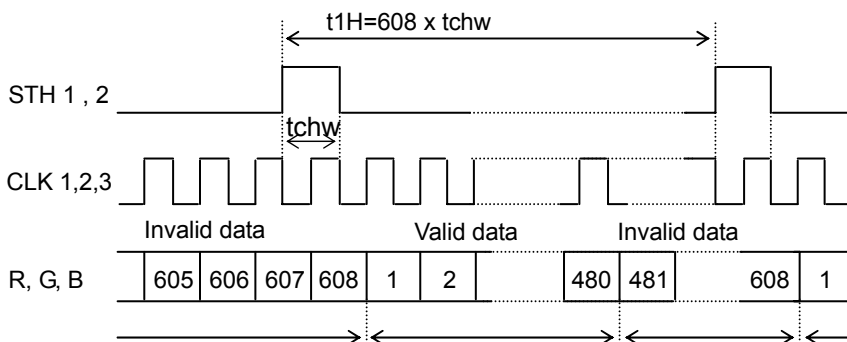 t1H=608 x tchw
STH 1 , 2
tchw
CLK 1,2,3
Invalid data Valid data Invalid data
R, G, B 605 606 607 608 1 2 480 481 608 1